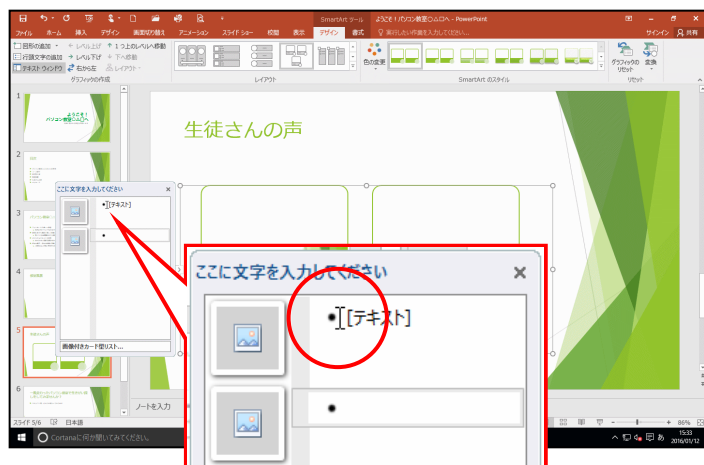 SmartArt ツール
ようこそ！パソコン教室○△□へ - PowerPoint
ファイル ホーム 挿入 デザイン 画面切り替え アニメーション スライド ショー 校閲 表示 デザイン 書式 実行したい作業を入力してください... サインイン 共有
図形の追加 レベル上げ 1 つ上のレベルへ移動
行頭文字の追加 レベル下げ 下へ移動
テキスト ウィンドウ 右から左 レイアウト
色の変更
グラフィックのリセット
変換
グラフィックの作成 レイアウト SmartArt のスタイル リセット
1
ようこそ！
パソコン教室○△□へ
2
3
4
5
6
生徒さんの声
ここに文字を入力してください ×
•[テキスト]
•
画像付きカード型リスト...
ここに文字を入力してください ×
•[テキスト]
•
ノートを入力
スライド 5/6 日本語
86%
Cortanaに何か聞いてみてください。
15:33
2016/01/12